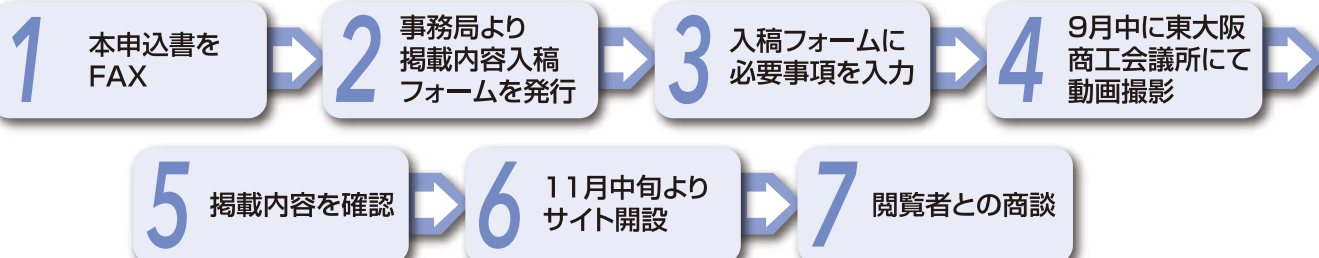 1
本申込書を
FAX
2
事務局より
掲載内容入稿
フォームを発行
3
入稿フォームに
必要事項を入力
4
9月中に東大阪
商工会議所にて
動画撮影
5
掲載内容を確認
6
11月中旬より
サイト開設
7
閲覧者との商談